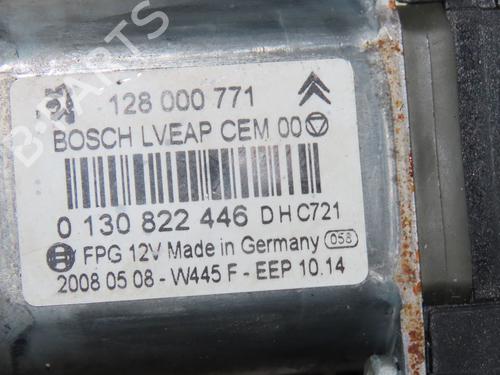 128 000 771
BOSCH LVEAP CEM 00
0 130 822 446 DHC721
FPG 12V Made in Germany 058
2008 05 08 - W445 F - EEP 10.14
B-PARTS